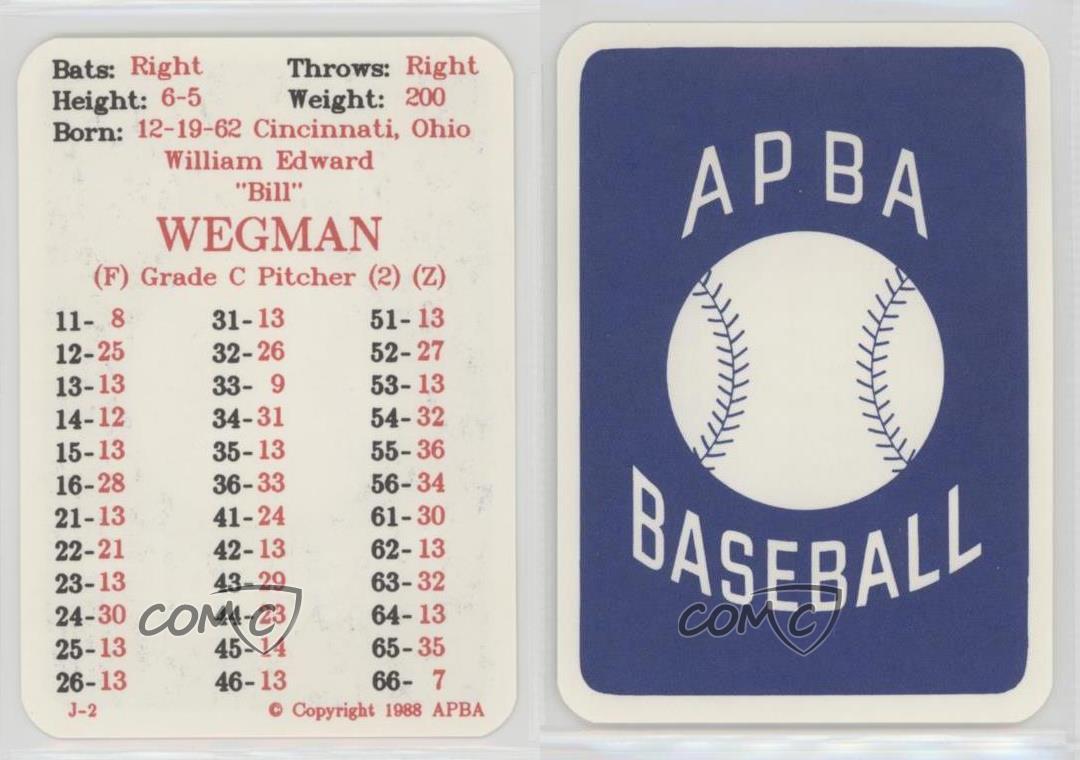 Bats: Right Throws: Right
Height: 6-5 Weight: 200
Born: 12-19-62 Cincinnati, Ohio
William Edward
"Bill"
WEGMAN
(F) Grade C Pitcher (2) (Z)
11- 8 31-13 51-13
12-25 32-26 52-27
13-13 33- 9 53-13
14-12 34-31 54-32
15-13 35-13 55-36
16-28 36-33 56-34
21-13 41-24 61-30
22-21 42-13 62-13
23-13 43-29 63-32
24-30 44-23 64-13
25-13 45-14 65-35
26-13 46-13 66- 7
J-2 © Copyright 1988 APBA
COMC
APBA
BASEBALL
COMC